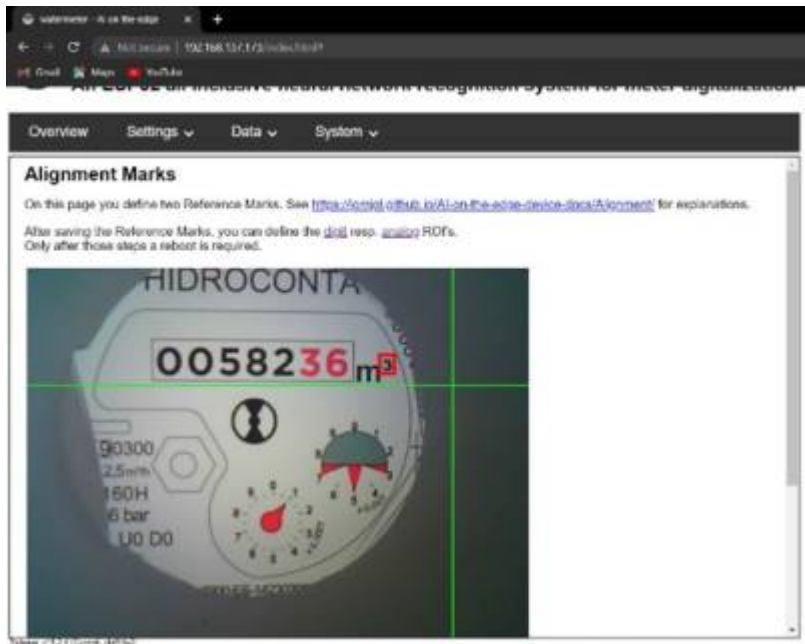 watermeter - AI on the edge
Not secure | 192.168.137.173/index.html?
Gmail Maps YouTube
An ESP32 all inclusive neural network recognition system for meter digitalization
Overview Settings Data System
Alignment Marks
On this page you define two Reference Marks. See https://jomjol.github.io/AI-on-the-edge-device-docs/Alignment/ for explanations.
After saving the Reference Marks, you can define the digit resp. analog ROI's.
Only after those steps a reboot is required.
HIDROCONTA
0058236 m3
90300
2,5m³/h
160H
6 bar
U0 D0